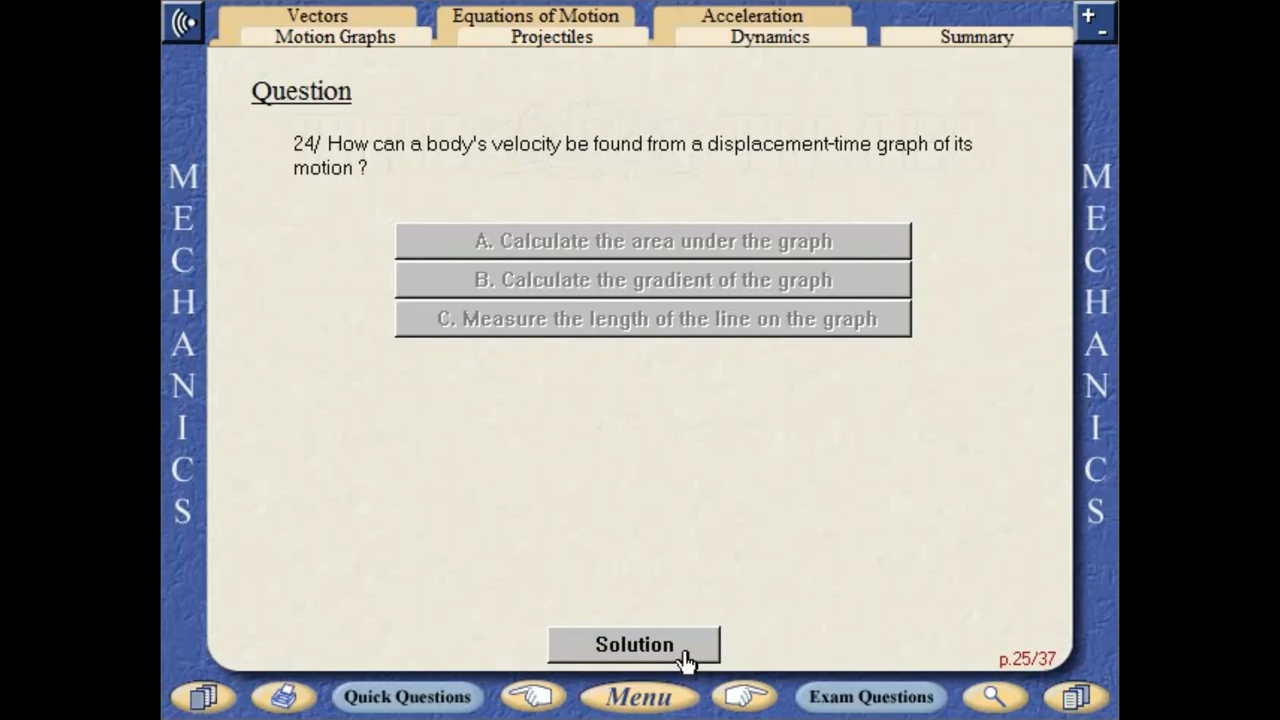 Vectors
Equations of Motion
Acceleration
Motion Graphs
Projectiles
Dynamics
Summary
+
-
Question
24/ How can a body's velocity be found from a displacement-time graph of its
motion ?
A. Calculate the area under the graph
B. Calculate the gradient of the graph
C. Measure the length of the line on the graph
M
E
C
H
A
N
I
C
S
M
E
C
H
A
N
I
C
S
Solution
p.25/37
Quick Questions
Menu
Exam Questions